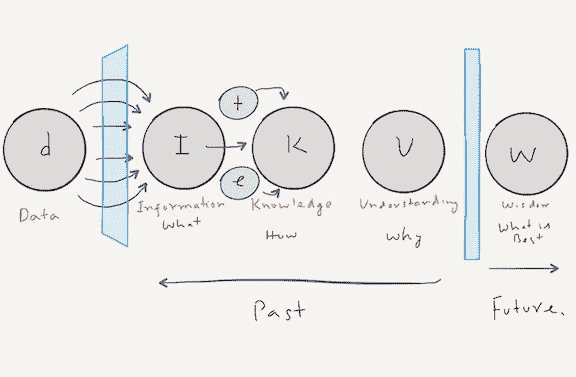 d
t
e
I
K
U
W
Data
Information
What
Knowledge
How
Understanding
Why
Wisdom
What is
Best
Past
Future.